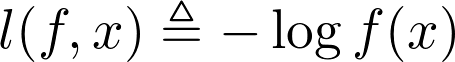 l(f, x) ≜ − log f(x)